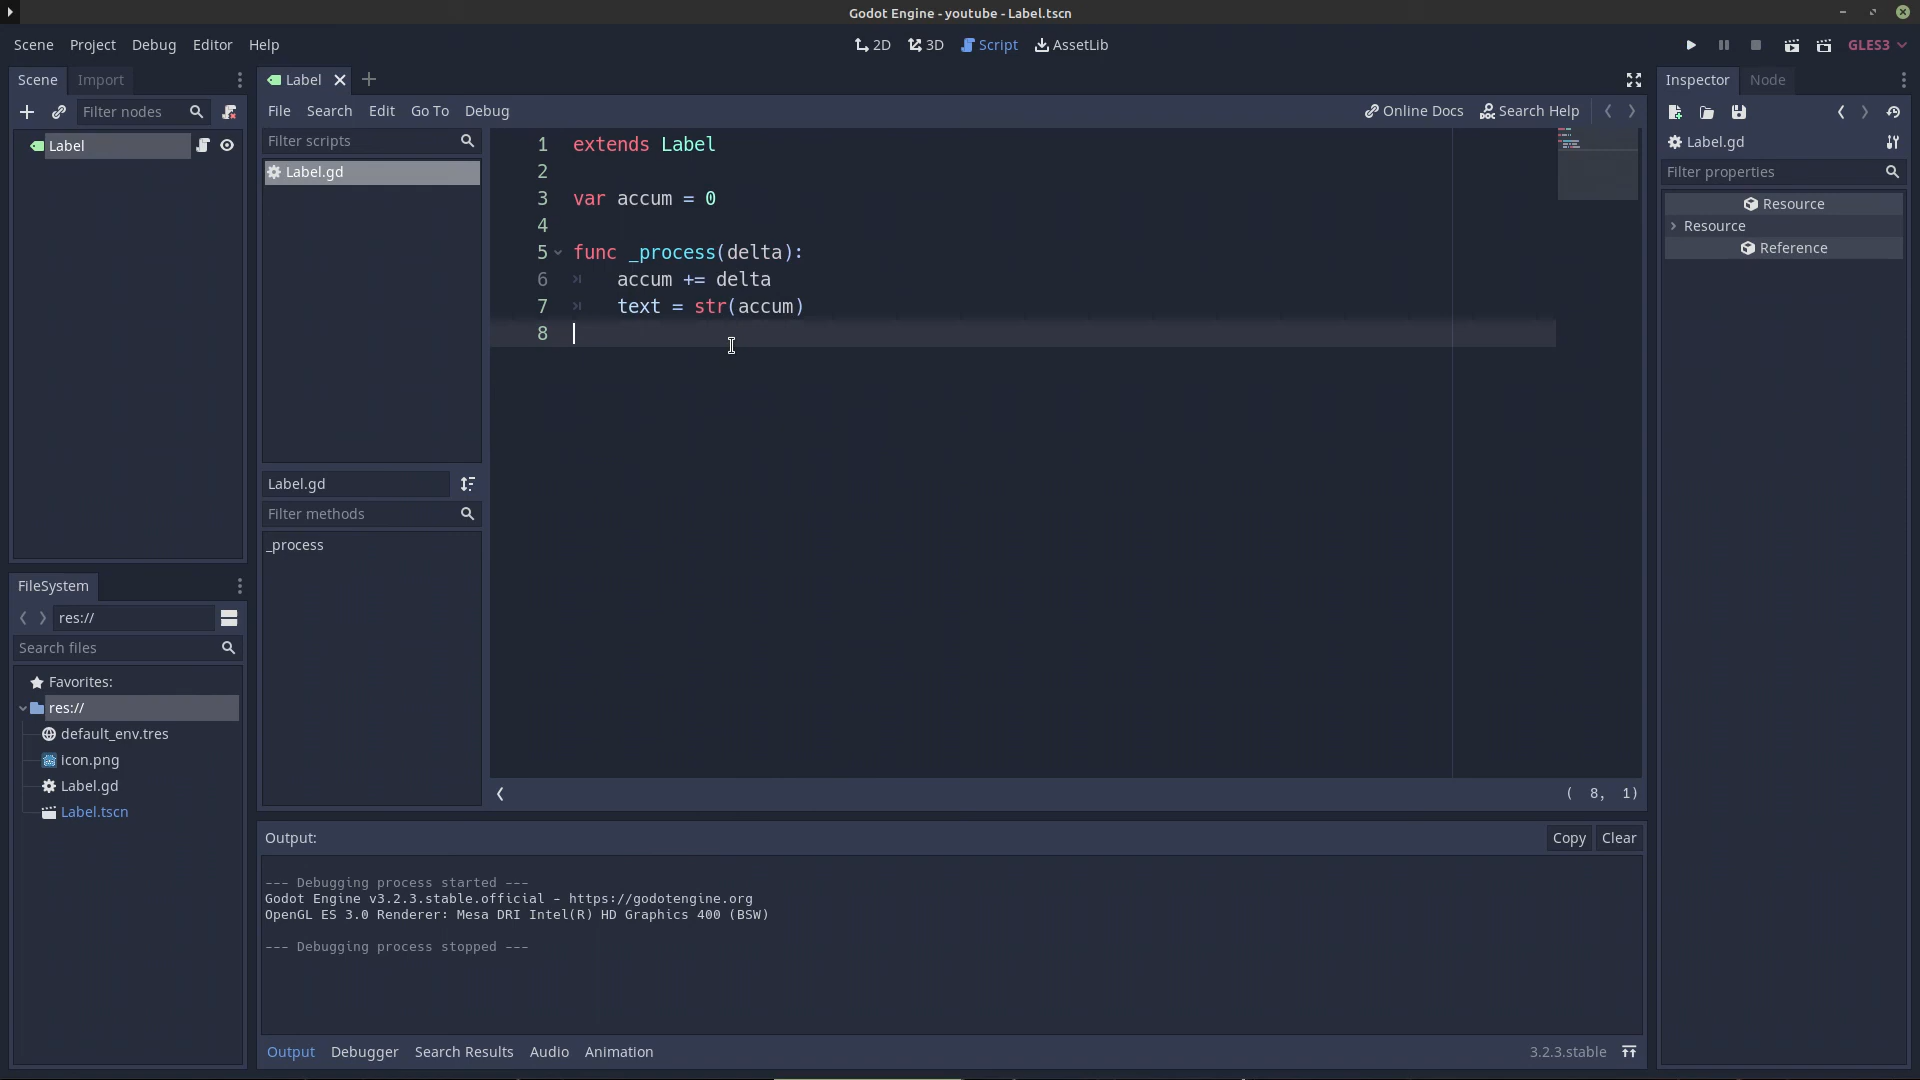 Godot Engine - youtube - Label.tscn
Scene Project Debug Editor Help
2D 3D Script AssetLib
GLES3
Scene Import
Filter nodes
Label
Label
File Search Edit Go To Debug
Online Docs Search Help
Filter scripts
Label.gd
Label.gd
Filter methods
_process
1 extends Label
2
3 var accum = 0
4
5 func _process(delta):
6 accum += delta
7 text = str(accum)
8
( 8, 1)
Inspector Node
Label.gd
Filter properties
Resource
Resource
Reference
FileSystem
res://
Search files
Favorites:
res://
default_env.tres
icon.png
Label.gd
Label.tscn
Output:
Copy Clear
--- Debugging process started ---
Godot Engine v3.2.3.stable.official - https://godotengine.org
OpenGL ES 3.0 Renderer: Mesa DRI Intel(R) HD Graphics 400 (BSW)
--- Debugging process stopped ---
Output Debugger Search Results Audio Animation
3.2.3.stable